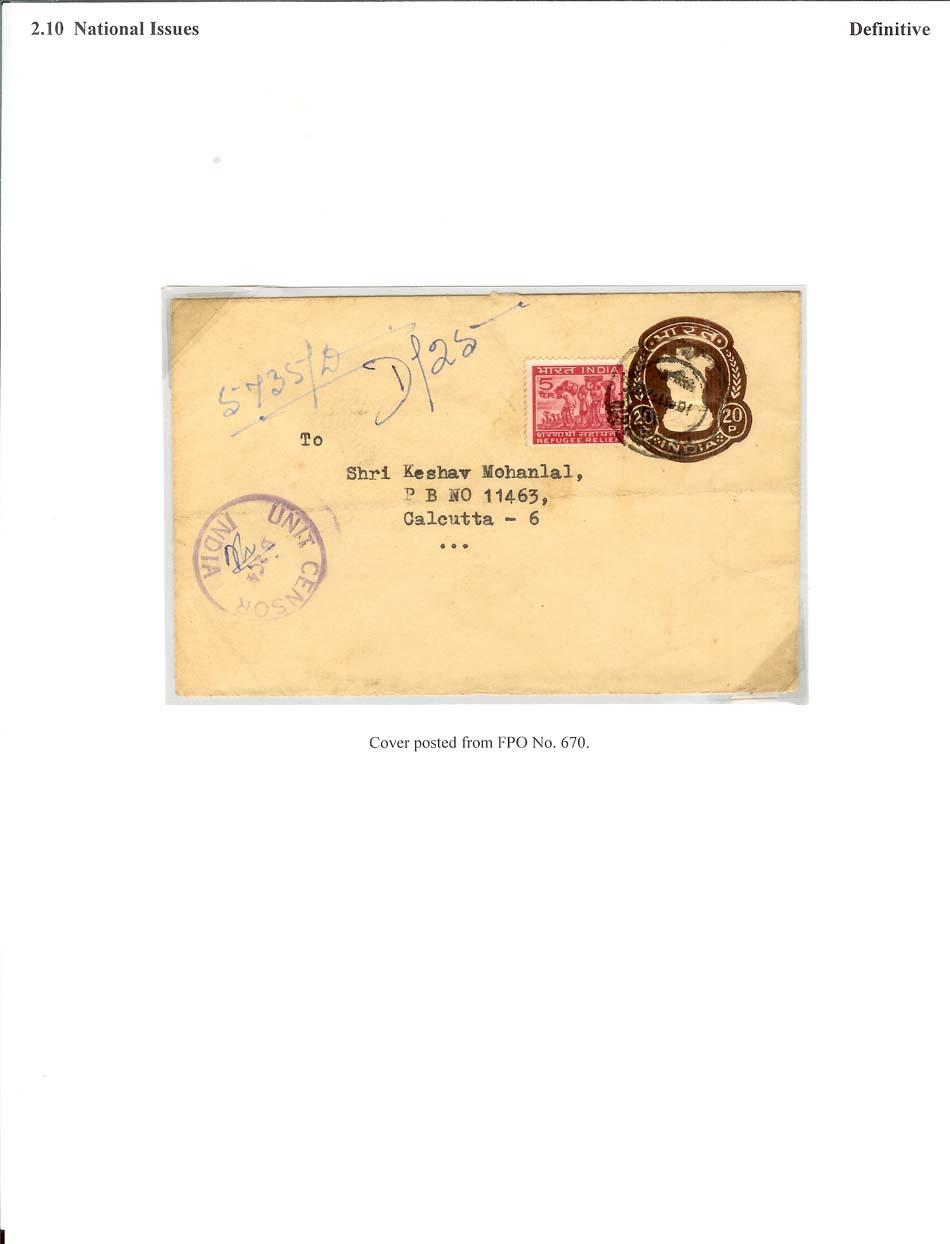 2.10 National Issues
Definitive
5735/D
D/25
भारत INDIA
5
P.
शरणार्थी सहायता
REFUGEE RELIEF
भारत
20
20
P
INDIA
To
Shri Keshav Mohanlal,
P B NO 11463,
Calcutta - 6
...
UNIT CENSOR
INDIA
Cover posted from FPO No. 670.